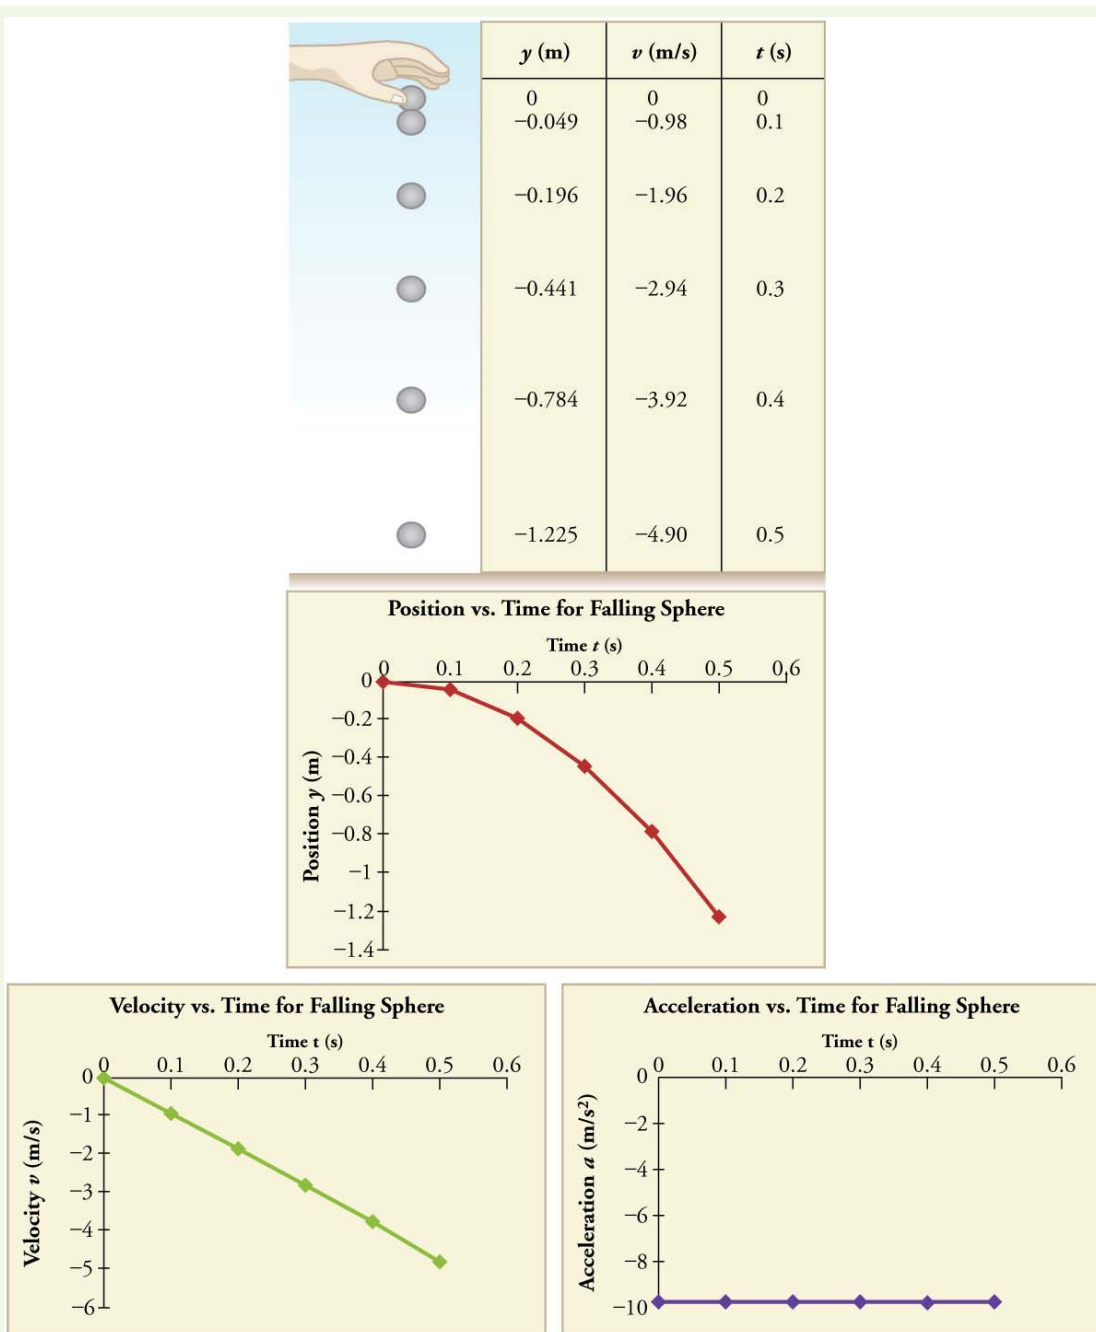 y (m) v (m/s) t (s)
0 0 0
−0.049 −0.98 0.1
−0.196 −1.96 0.2
−0.441 −2.94 0.3
−0.784 −3.92 0.4
−1.225 −4.90 0.5
Position vs. Time for Falling Sphere
Time t (s)
0 0.1 0.2 0.3 0.4 0.5 0,6
0
−0.2
−0.4
−0.6
−0.8
−1
−1.2
−1.4
Position y (m)
Velocity vs. Time for Falling Sphere
Time t (s)
0 0.1 0.2 0.3 0.4 0.5 0.6
0
−1
−2
−3
−4
−5
−6
Velocity v (m/s)
Acceleration vs. Time for Falling Sphere
Time t (s)
0 0.1 0.2 0.3 0.4 0.5 0.6
0
−2
−4
−6
−8
−10
Acceleration a (m/s²)